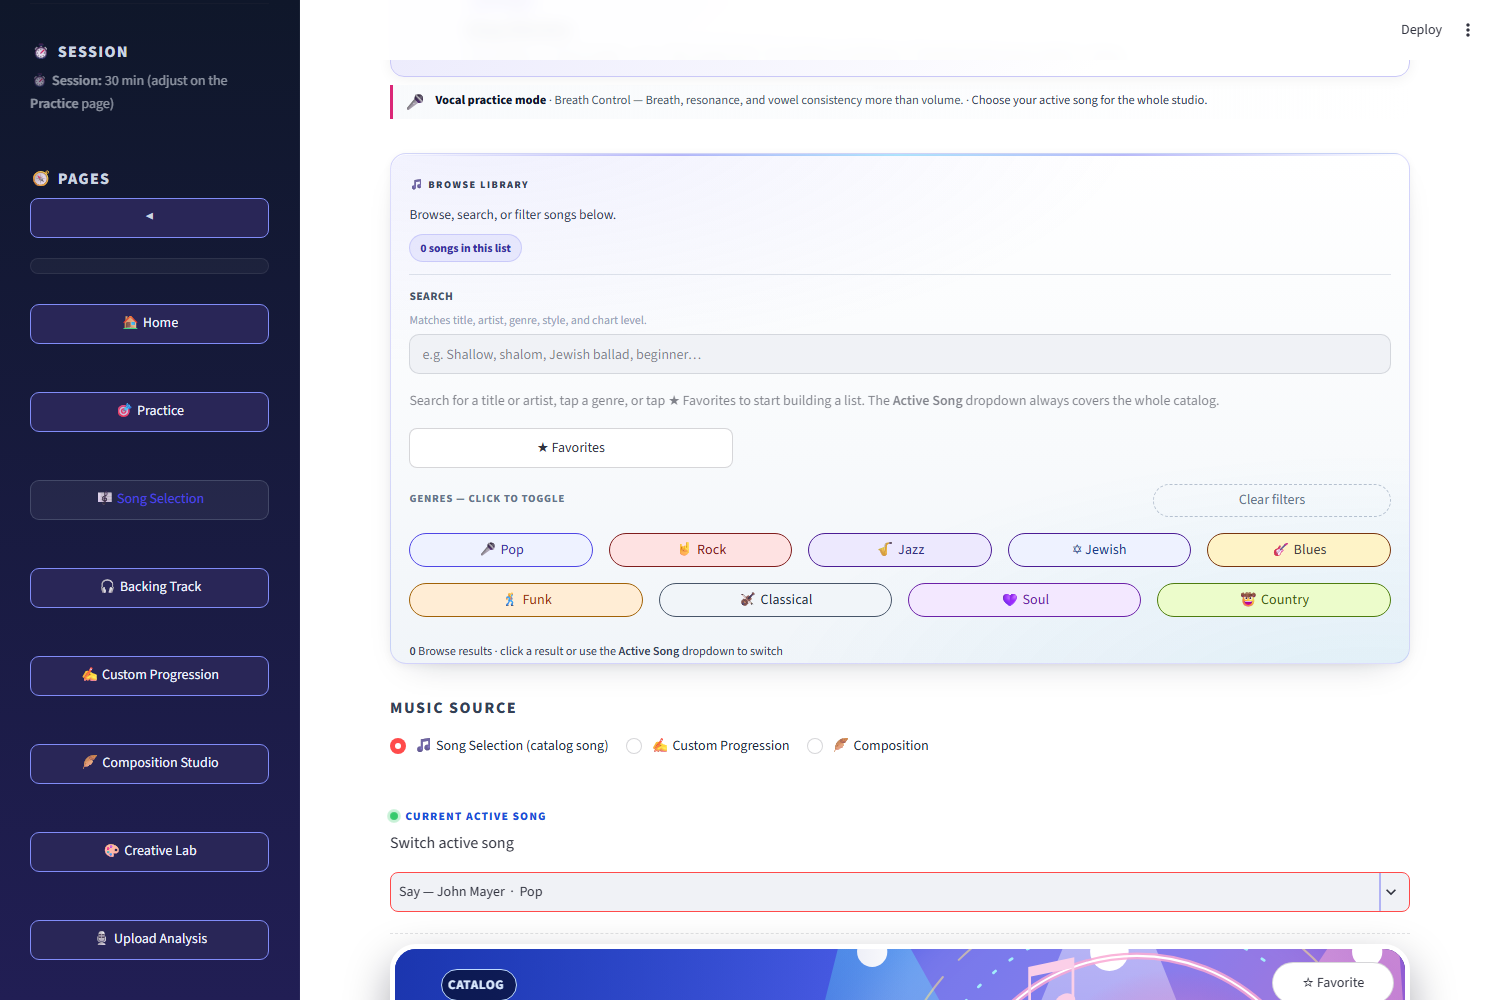 SESSION
Session: 30 min (adjust on the
Practice page)
PAGES
Home
Practice
Song Selection
Backing Track
Custom Progression
Composition Studio
Creative Lab
Upload Analysis
Deploy
Vocal practice mode · Breath Control — Breath, resonance, and vowel consistency more than volume. · Choose your active song for the whole studio.
BROWSE LIBRARY
Browse, search, or filter songs below.
0 songs in this list
SEARCH
Matches title, artist, genre, style, and chart level.
e.g. Shallow, shalom, Jewish ballad, beginner…
Search for a title or artist, tap a genre, or tap ★ Favorites to start building a list. The Active Song dropdown always covers the whole catalog.
★ Favorites
GENRES — CLICK TO TOGGLE
Clear filters
Pop
Rock
Jazz
✡ Jewish
Blues
Funk
Classical
Soul
Country
0 Browse results · click a result or use the Active Song dropdown to switch
MUSIC SOURCE
Song Selection (catalog song)
Custom Progression
Composition
CURRENT ACTIVE SONG
Switch active song
Say — John Mayer · Pop
CATALOG
☆ Favorite